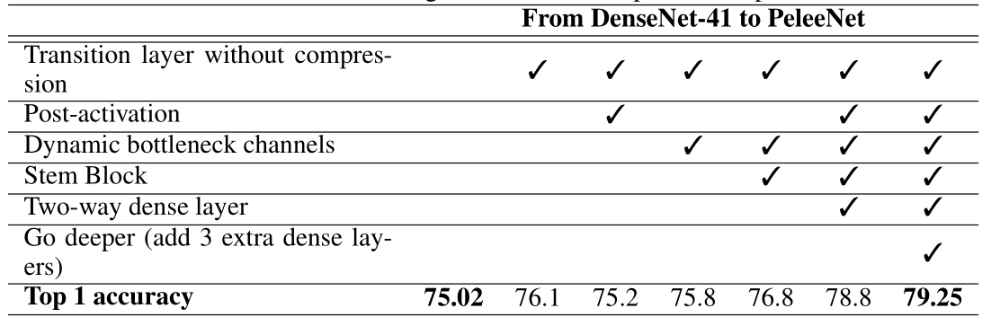 From DenseNet-41 to PeleeNet
Transition layer without compres-
sion ✓ ✓ ✓ ✓ ✓ ✓
Post-activation ✓ ✓ ✓
Dynamic bottleneck channels ✓ ✓ ✓ ✓
Stem Block ✓ ✓ ✓
Two-way dense layer ✓ ✓
Go deeper (add 3 extra dense lay-
ers) ✓
Top 1 accuracy 75.02 76.1 75.2 75.8 76.8 78.8 79.25